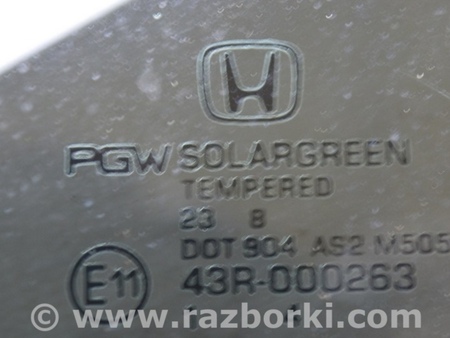 PGW SOLARGREEN
TEMPERED
23 8
DOT 904 AS2 M505
E11 43R-000263
© www.razborki.com